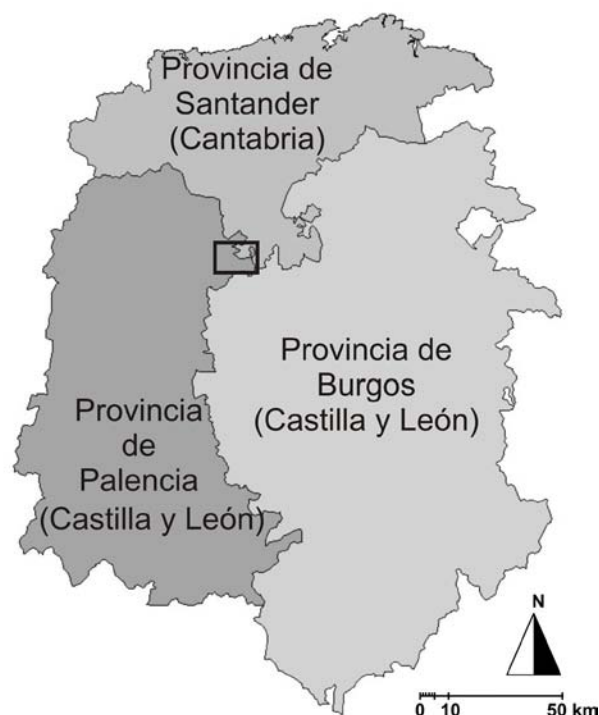 Provincia de
Santander
(Cantabria)
Provincia de
Burgos
(Castilla y León)
Provincia
de
Palencia
(Castilla y León)
N
0 10 50 km